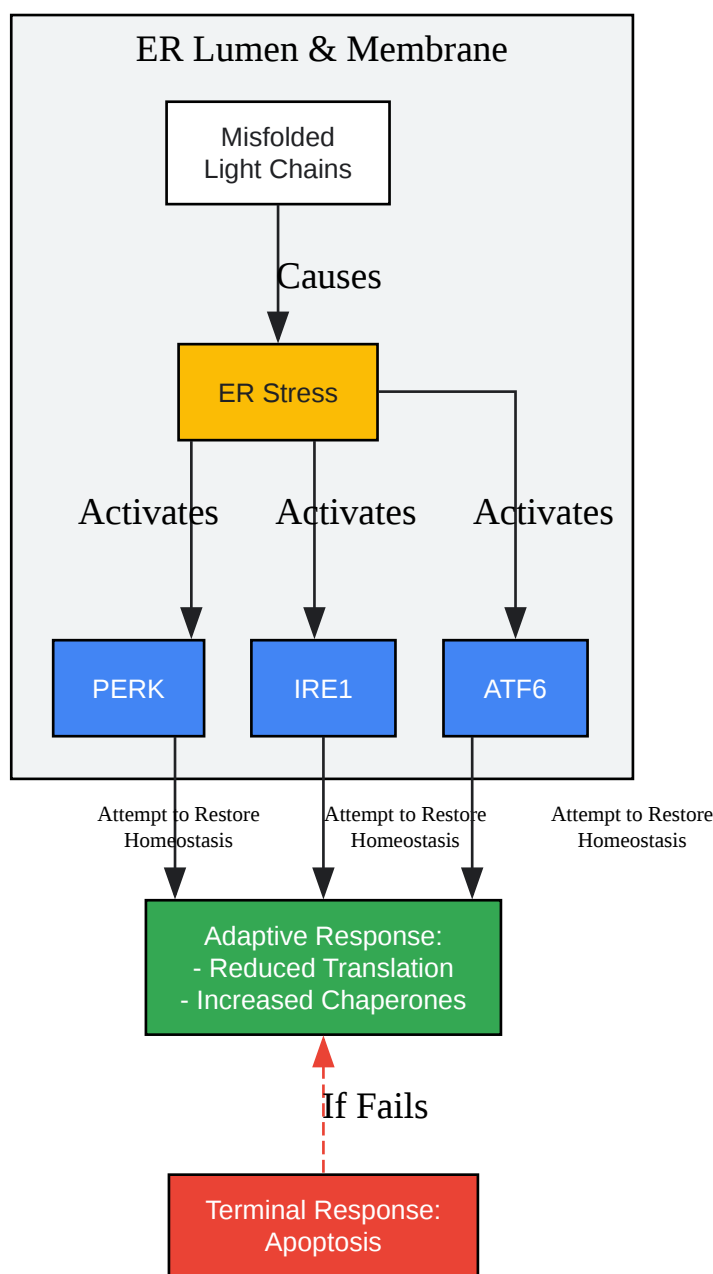 ER Lumen & Membrane
Misfolded
Light Chains
Causes
ER Stress
Activates
Activates
Activates
PERK
IRE1
ATF6
Attempt to Restore
Homeostasis
Attempt to Restore
Homeostasis
Attempt to Restore
Homeostasis
Adaptive Response:
- Reduced Translation
- Increased Chaperones
If Fails
Terminal Response:
Apoptosis